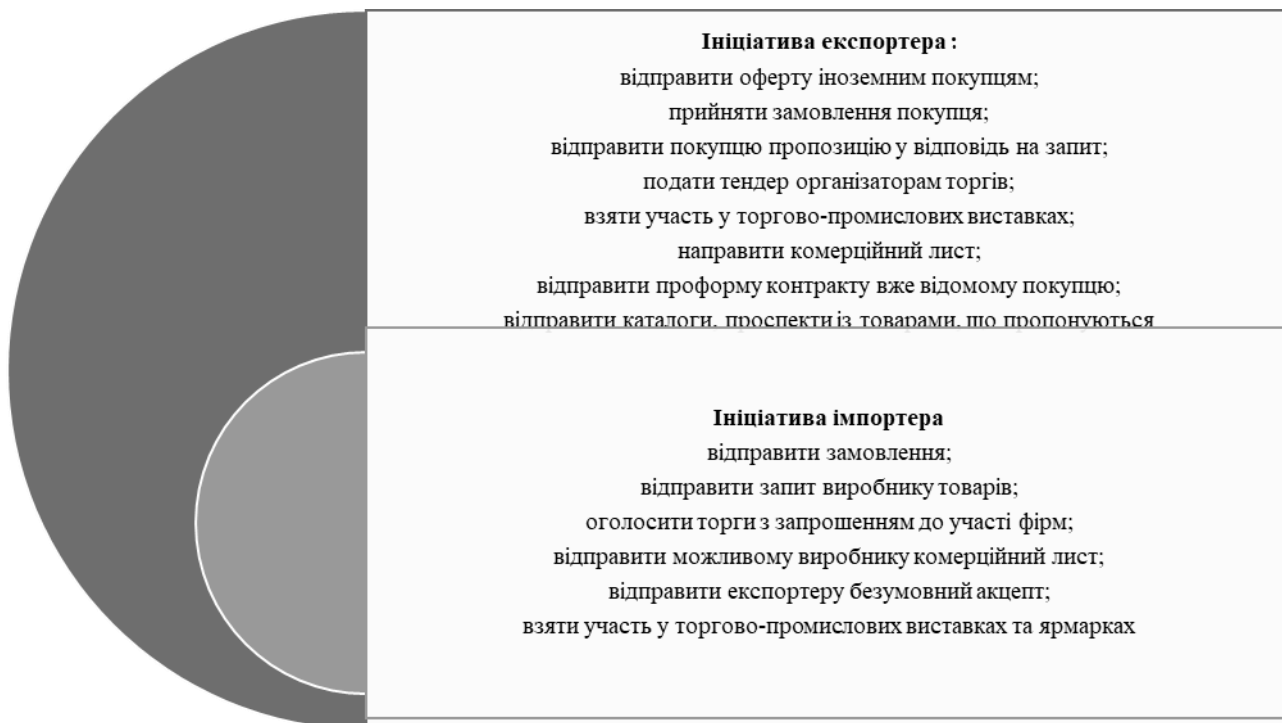 Ініціатива експортера :
відправити оферту іноземним покупцям;
прийняти замовлення покупця;
відправити покупцю пропозицію у відповідь на запит;
подати тендер організаторам торгів;
взяти участь у торгово-промислових виставках;
направити комерційний лист;
відправити проформу контракту вже відомому покупцю;
відправити каталоги, проспекти із товарами, що пропонуються
Ініціатива імпортера
відправити замовлення;
відправити запит виробнику товарів;
оголосити торги з запрошенням до участі фірм;
відправити можливому виробнику комерційний лист;
відправити експортеру безумовний акцепт;
взяти участь у торгово-промислових виставках та ярмарках